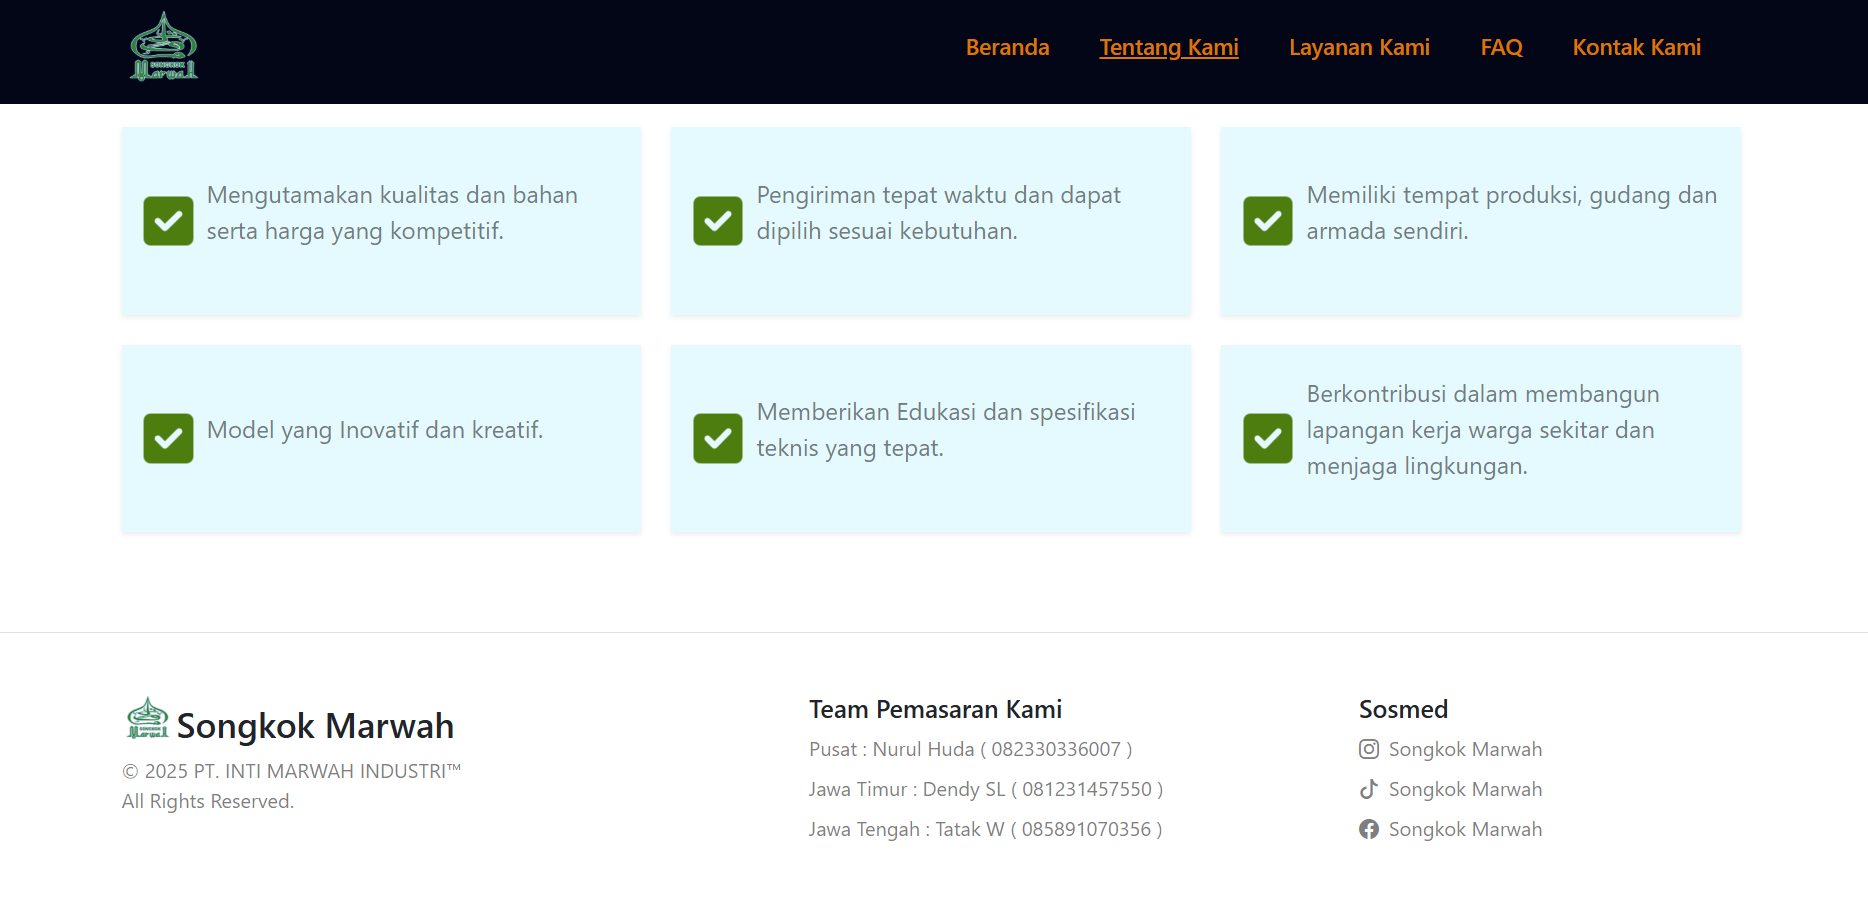 SONGKOK
Marwah
Beranda
Tentang Kami
Layanan Kami
FAQ
Kontak Kami
Mengutamakan kualitas dan bahan
serta harga yang kompetitif.
Pengiriman tepat waktu dan dapat
dipilih sesuai kebutuhan.
Memiliki tempat produksi, gudang dan
armada sendiri.
Model yang Inovatif dan kreatif.
Memberikan Edukasi dan spesifikasi
teknis yang tepat.
Berkontribusi dalam membangun
lapangan kerja warga sekitar dan
menjaga lingkungan.
SONGKOK
Marwah
Songkok Marwah
© 2025 PT. INTI MARWAH INDUSTRI™
All Rights Reserved.
Team Pemasaran Kami
Pusat : Nurul Huda ( 082330336007 )
Jawa Timur : Dendy SL ( 081231457550 )
Jawa Tengah : Tatak W ( 085891070356 )
Sosmed
Songkok Marwah
Songkok Marwah
Songkok Marwah